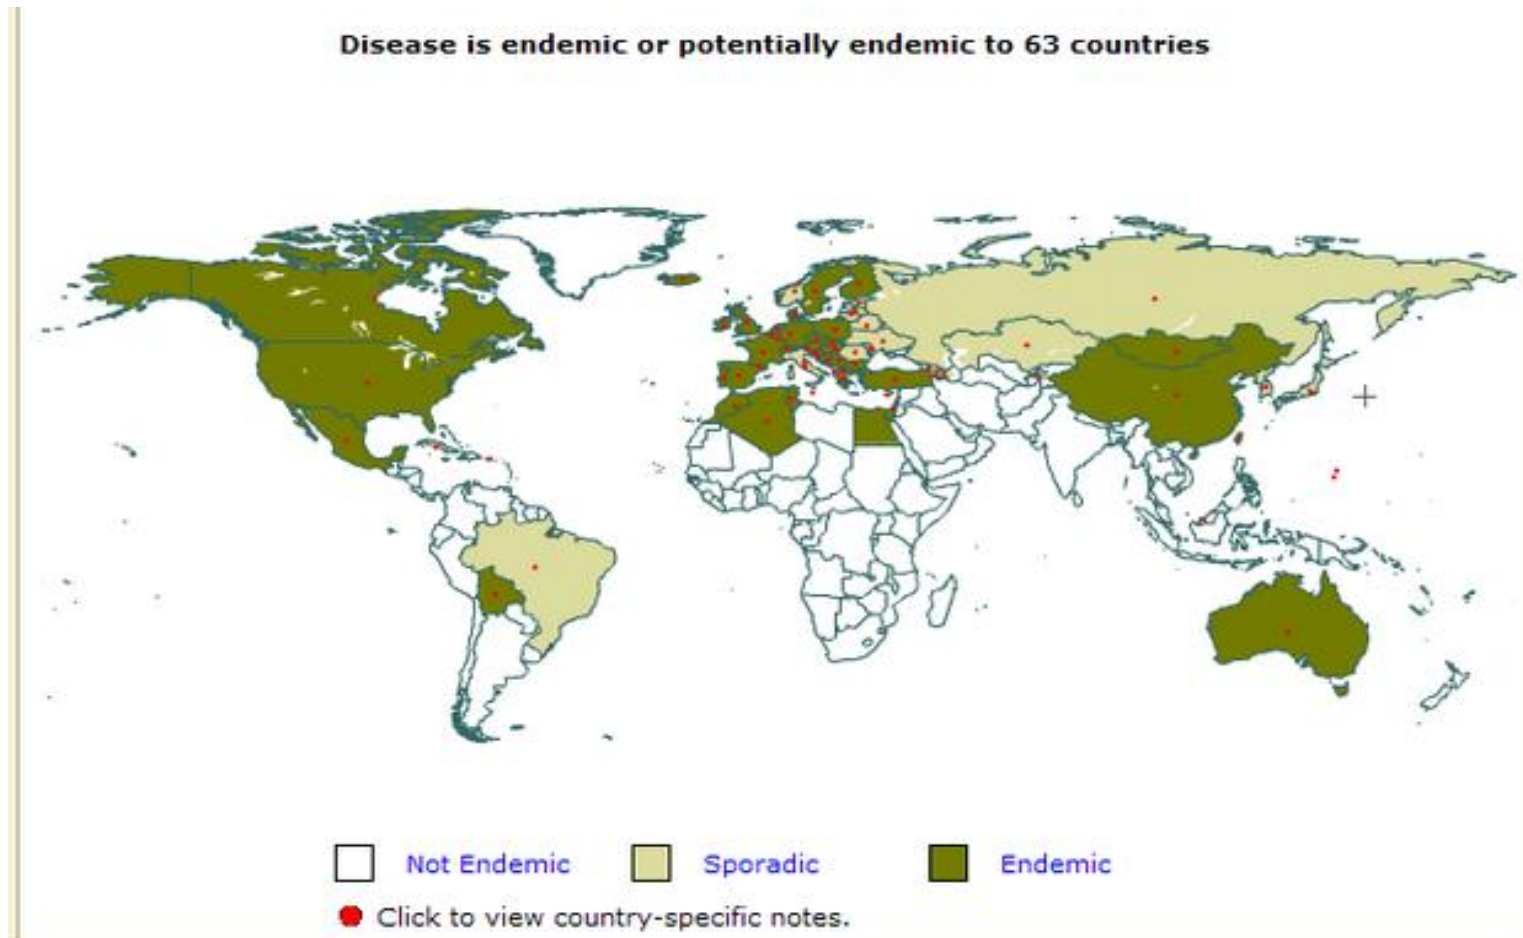 Disease is endemic or potentially endemic to 63 countries
Not Endemic Sporadic Endemic
Click to view country-specific notes.